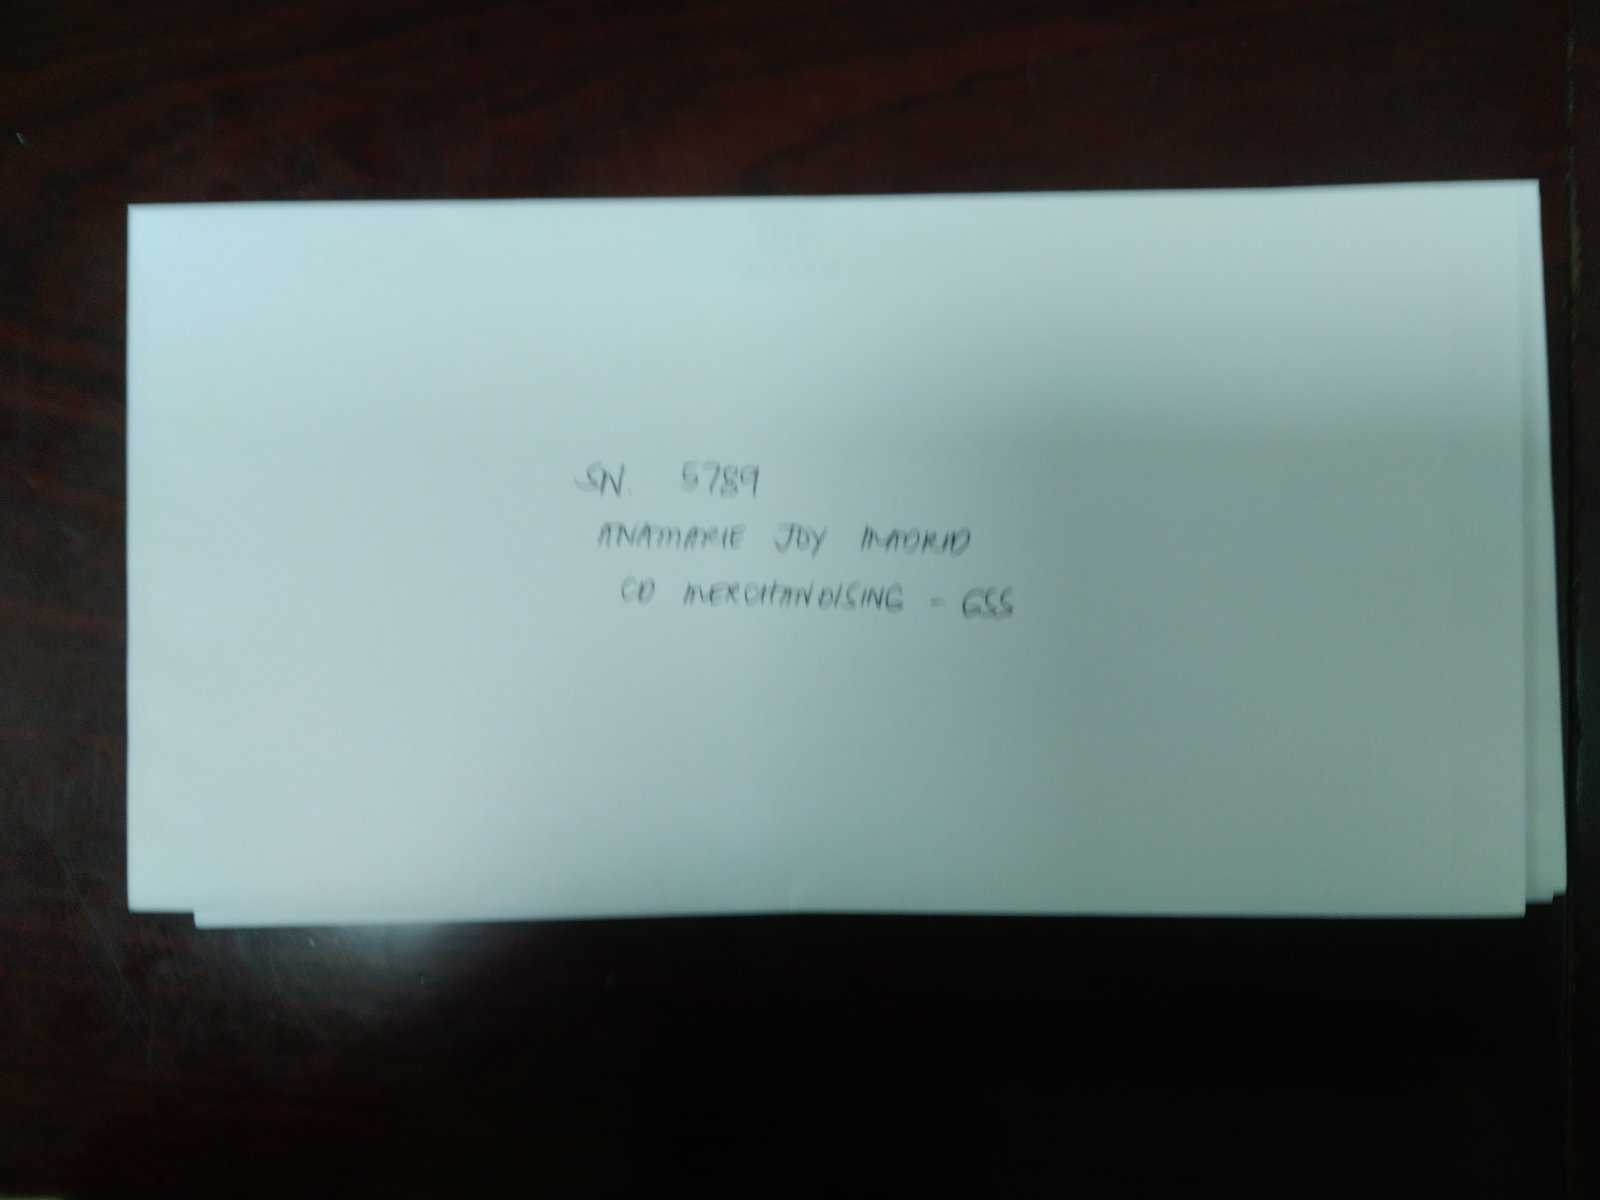 SN. 5789
ANAMARIE JOY MADRID
CD MERCHANDISING - GSS